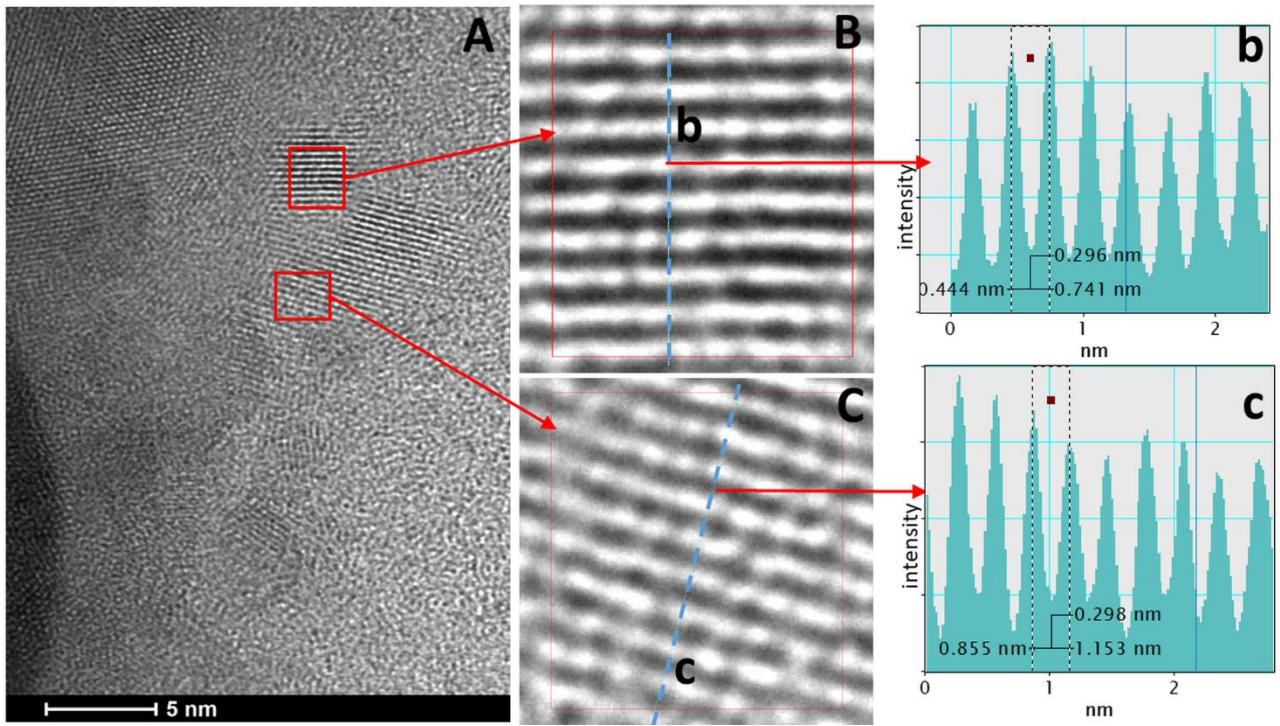 A
5 nm
B
b
C
c
b
intensity
0.296 nm
0.444 nm
0.741 nm
0 1 2
nm
c
intensity
0.298 nm
0.855 nm
1.153 nm
0 1 2
nm